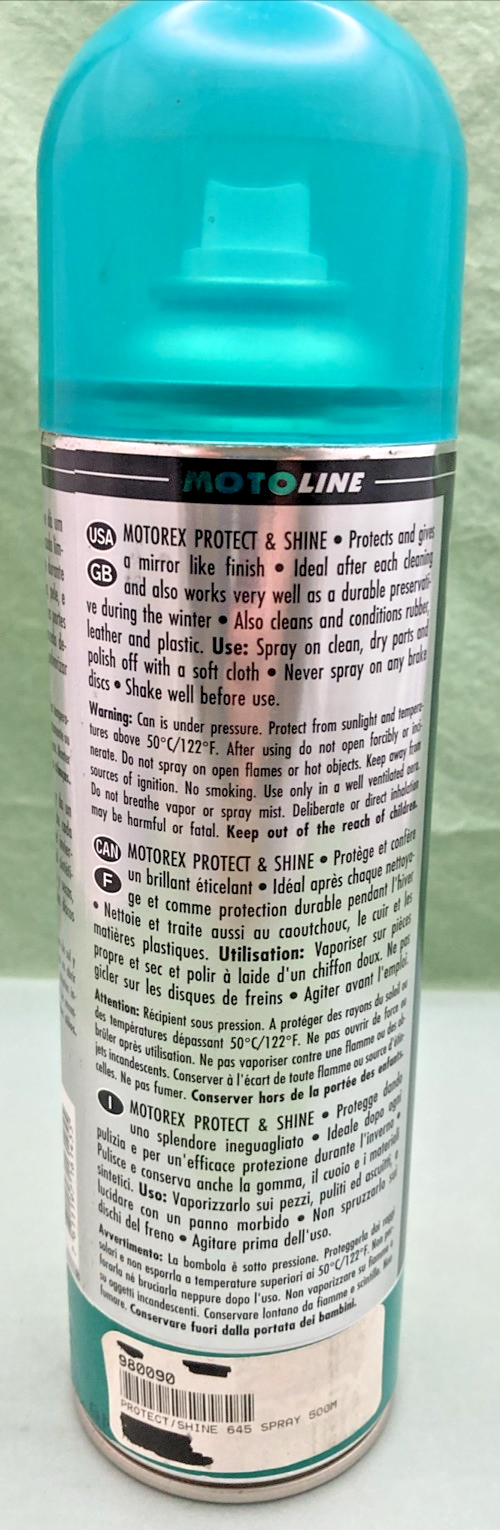 MOTOLINE
USA MOTOREX PROTECT & SHINE • Protects and gives
GB a mirror like finish • Ideal after each cleaning
and also works very well as a durable preservati-
ve during the winter • Also cleans and conditions rubber,
leather and plastic. Use: Spray on clean, dry parts and
polish off with a soft cloth • Never spray on any brake
discs • Shake well before use.
Warning: Can is under pressure. Protect from sunlight and tempera-
tures above 50°C/122°F. After using do not open forcibly or inci-
nerate. Do not spray on open flames or hot objects. Keep away from
sources of ignition. No smoking. Use only in a well ventilated area.
Do not breathe vapor or spray mist. Deliberate or direct inhalation
may be harmful or fatal. Keep out of the reach of children.
CAN MOTOREX PROTECT & SHINE • Protège et confère
F un brillant éticelant • Idéal après chaque nettoya-
ge et comme protection durable pendant l'hiver
• Nettoie et traite aussi au caoutchouc, le cuir et les
matières plastiques. Utilisation: Vaporiser sur pièces
propre et sec et polir à laide d'un chiffon doux. Ne pas
gicler sur les disques de freins • Agiter avant l'emploi.
Attention: Récipient sous pression. A protéger des rayons du soleil ou
des températures dépassant 50°C/122°F. Ne pas ouvrir de force ou
brûler après utilisation. Ne pas vaporiser contre une flamme ou des ob-
jets incandescents. Conserver à l'écart de toute flamme ou source d'étin-
celles. Ne pas fumer. Conserver hors de la portée des enfants.
I MOTOREX PROTECT & SHINE • Protegge dando
uno splendore ineguagliato • Ideale dopo ogni
pulizia e per un'efficace protezione durante l'inverno •
Pulisce e conserva anche la gomma, il cuoio e i materiali
sintetici. Uso: Vaporizzarlo sui pezzi, puliti ed asciutti, e
lucidare con un panno morbido • Non spruzzarlo sui
dischi del freno • Agitare prima dell'uso.
Avvertimento: La bombola è sotto pressione. Proteggerla dai raggi
solari e non esporrla a temperature superiori ai 50°C/122°F. Non per-
forarla né bruciarla neppure dopo l'uso. Non vaporizzare su fiamme o
su oggetti incandescenti. Conservare lontano da fiamme e scintille. Non
fumare. Conservare fuori dalla portata dei bambini.
980090
PROTECT/SHINE 645 SPRAY 500M